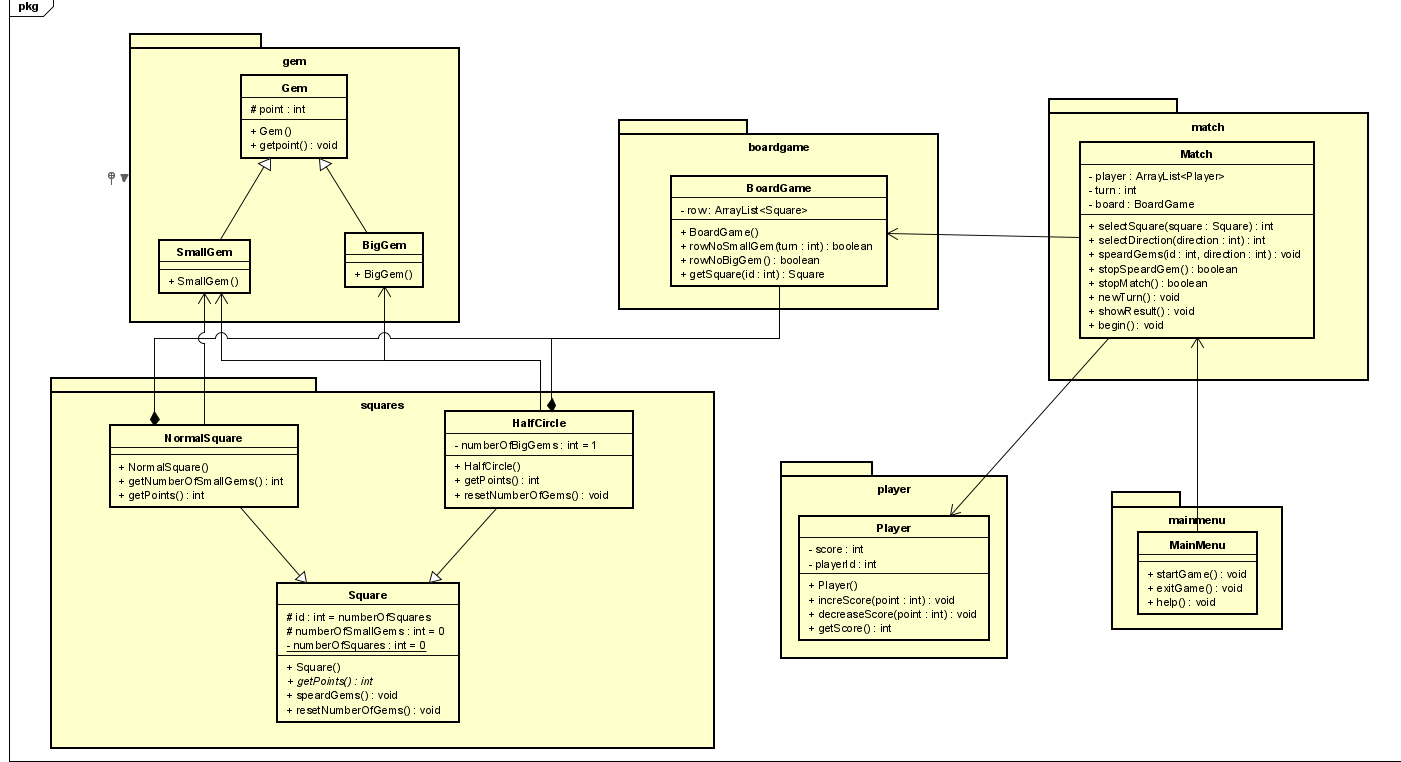 pkg
gem
Gem
# point : int
+ Gem()
+ getpoint() : void
SmallGem
+ SmallGem()
BigGem
+ BigGem()
boardgame
BoardGame
- row : ArrayList<Square>
+ BoardGame()
+ rowNoSmallGem(turn : int) : boolean
+ rowNoBigGem() : boolean
+ getSquare(id : int) : Square
match
Match
- player : ArrayList<Player>
- turn : int
- board : BoardGame
+ selectSquare(square : Square) : int
+ selectDirection(direction : int) : int
+ speardGems(id : int, direction : int) : void
+ stopSpeardGem() : boolean
+ stopMatch() : boolean
+ newTurn() : void
+ showResult() : void
+ begin() : void
squares
NormalSquare
+ NormalSquare()
+ getNumberOfSmallGems() : int
+ getPoints() : int
HalfCircle
- numberOfBigGems : int = 1
+ HalfCircle()
+ getPoints() : int
+ resetNumberOfGems() : void
Square
# id : int = numberOfSquares
# numberOfSmallGems : int = 0
- numberOfSquares : int = 0
+ Square()
+ getPoints() : int
+ speardGems() : void
+ resetNumberOfGems() : void
player
Player
- score : int
- playerId : int
+ Player()
+ increScore(point : int) : void
+ decreaseScore(point : int) : void
+ getScore() : int
mainmenu
MainMenu
+ startGame() : void
+ exitGame() : void
+ help() : void